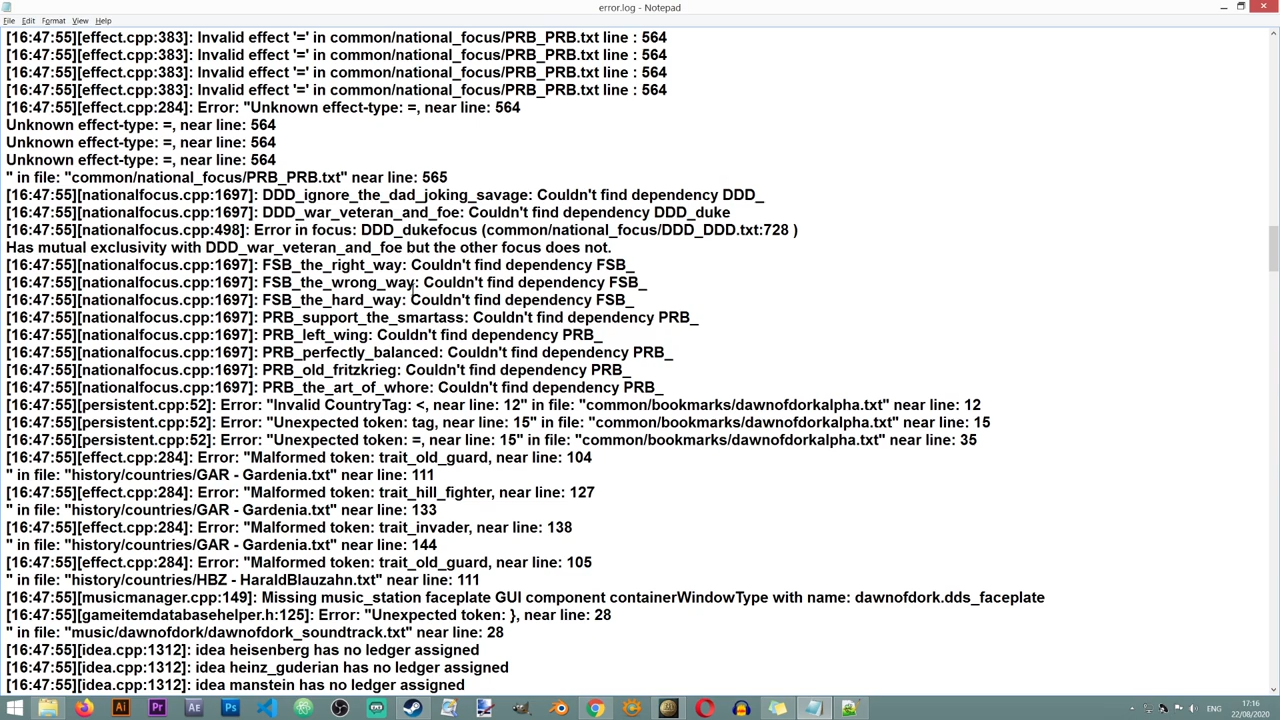 error.log - Notepad
File Edit Format View Help
[16:47:55][effect.cpp:383]: Invalid effect '=' in common/national_focus/PRB_PRB.txt line : 564
[16:47:55][effect.cpp:383]: Invalid effect '=' in common/national_focus/PRB_PRB.txt line : 564
[16:47:55][effect.cpp:383]: Invalid effect '=' in common/national_focus/PRB_PRB.txt line : 564
[16:47:55][effect.cpp:383]: Invalid effect '=' in common/national_focus/PRB_PRB.txt line : 564
[16:47:55][effect.cpp:284]: Error: "Unknown effect-type: =, near line: 564
Unknown effect-type: =, near line: 564
Unknown effect-type: =, near line: 564
Unknown effect-type: =, near line: 564
" in file: "common/national_focus/PRB_PRB.txt" near line: 565
[16:47:55][nationalfocus.cpp:1697]: DDD_ignore_the_dad_joking_savage: Couldn't find dependency DDD_
[16:47:55][nationalfocus.cpp:1697]: DDD_war_veteran_and_foe: Couldn't find dependency DDD_duke
[16:47:55][nationalfocus.cpp:498]: Error in focus: DDD_dukefocus (common/national_focus/DDD_DDD.txt:728 )
Has mutual exclusivity with DDD_war_veteran_and_foe but the other focus does not.
[16:47:55][nationalfocus.cpp:1697]: FSB_the_right_way: Couldn't find dependency FSB_
[16:47:55][nationalfocus.cpp:1697]: FSB_the_wrong_way: Couldn't find dependency FSB_
[16:47:55][nationalfocus.cpp:1697]: FSB_the_hard_way: Couldn't find dependency FSB_
[16:47:55][nationalfocus.cpp:1697]: PRB_support_the_smartass: Couldn't find dependency PRB_
[16:47:55][nationalfocus.cpp:1697]: PRB_left_wing: Couldn't find dependency PRB_
[16:47:55][nationalfocus.cpp:1697]: PRB_perfectly_balanced: Couldn't find dependency PRB_
[16:47:55][nationalfocus.cpp:1697]: PRB_old_fritzkrieg: Couldn't find dependency PRB_
[16:47:55][nationalfocus.cpp:1697]: PRB_the_art_of_whore: Couldn't find dependency PRB_
[16:47:55][persistent.cpp:52]: Error: "Invalid CountryTag: <, near line: 12" in file: "common/bookmarks/dawnofdorkalpha.txt" near line: 12
[16:47:55][persistent.cpp:52]: Error: "Unexpected token: tag, near line: 15" in file: "common/bookmarks/dawnofdorkalpha.txt" near line: 15
[16:47:55][persistent.cpp:52]: Error: "Unexpected token: =, near line: 15" in file: "common/bookmarks/dawnofdorkalpha.txt" near line: 35
[16:47:55][effect.cpp:284]: Error: "Malformed token: trait_old_guard, near line: 104
" in file: "history/countries/GAR - Gardenia.txt" near line: 111
[16:47:55][effect.cpp:284]: Error: "Malformed token: trait_hill_fighter, near line: 127
" in file: "history/countries/GAR - Gardenia.txt" near line: 133
[16:47:55][effect.cpp:284]: Error: "Malformed token: trait_invader, near line: 138
" in file: "history/countries/GAR - Gardenia.txt" near line: 144
[16:47:55][effect.cpp:284]: Error: "Malformed token: trait_old_guard, near line: 105
" in file: "history/countries/HBZ - HaraldBlauzahn.txt" near line: 111
[16:47:55][musicmanager.cpp:149]: Missing music_station faceplate GUI component containerWindowType with name: dawnofdork.dds_faceplate
[16:47:55][gameitemdatabasehelper.h:125]: Error: "Unexpected token: }, near line: 28
" in file: "music/dawnofdork/dawnofdork_soundtrack.txt" near line: 28
[16:47:55][idea.cpp:1312]: idea heisenberg has no ledger assigned
[16:47:55][idea.cpp:1312]: idea heinz_guderian has no ledger assigned
[16:47:55][idea.cpp:1312]: idea manstein has no ledger assigned
Ai Pr Ae Ps
ENG
17:16
22/08/2020